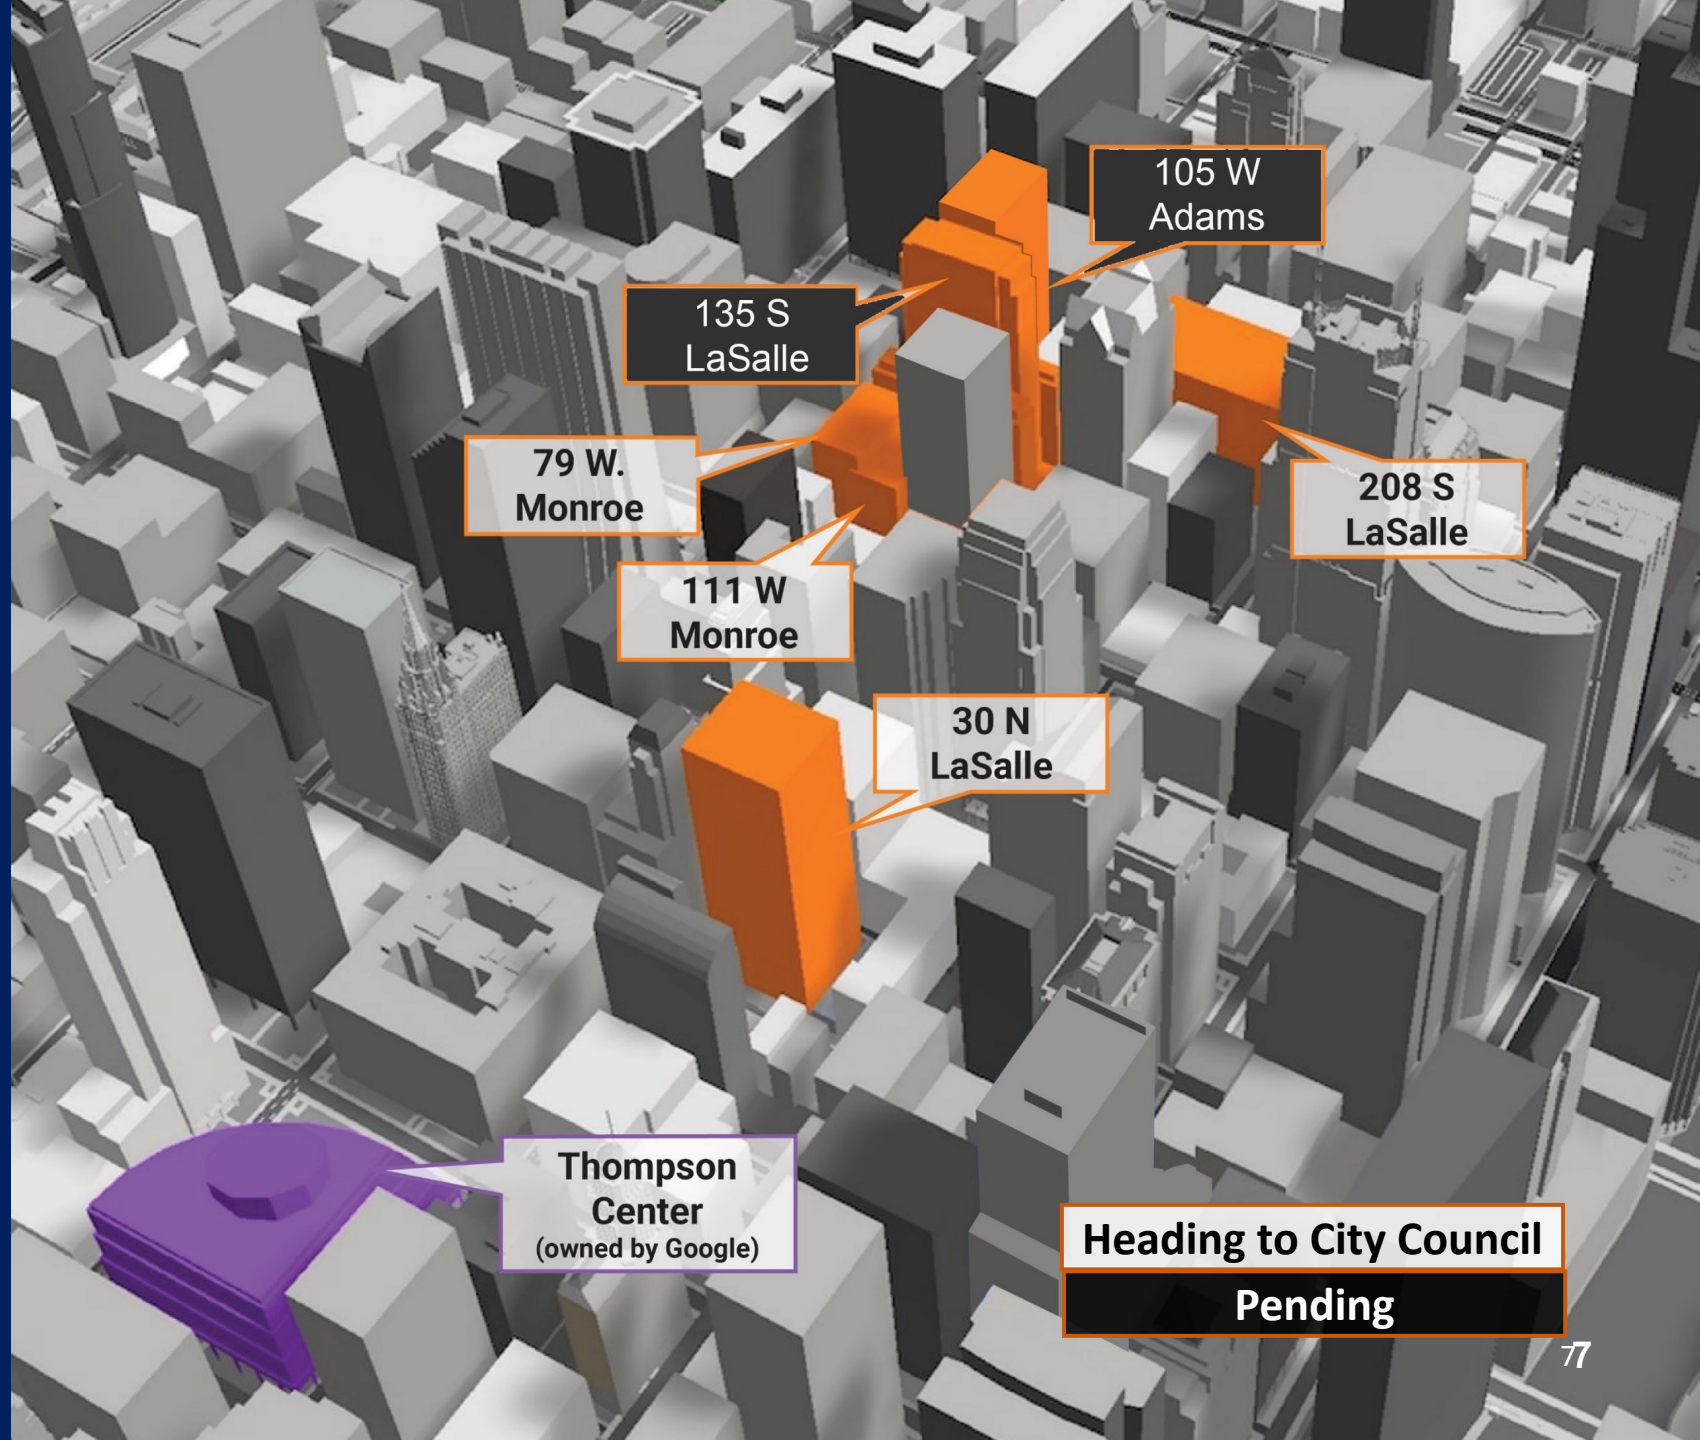 105 W
Adams
135 S
LaSalle
79 W.
Monroe
208 S
LaSalle
111 W
Monroe
30 N
LaSalle
Thompson
Center
(owned by Google)
Heading to City Council
Pending
77